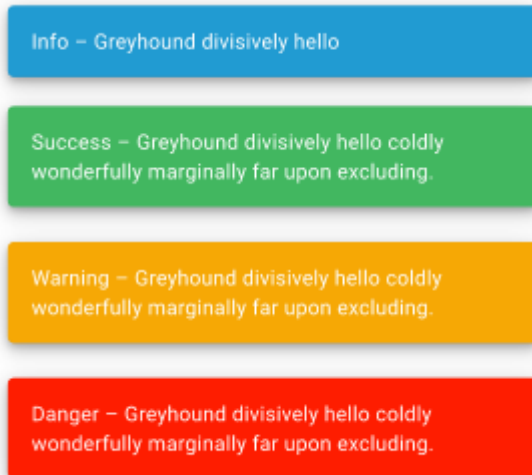 Info – Greyhound divisively hello
Success – Greyhound divisively hello coldly
wonderfully marginally far upon excluding.
Warning – Greyhound divisively hello coldly
wonderfully marginally far upon excluding.
Danger – Greyhound divisively hello coldly
wonderfully marginally far upon excluding.